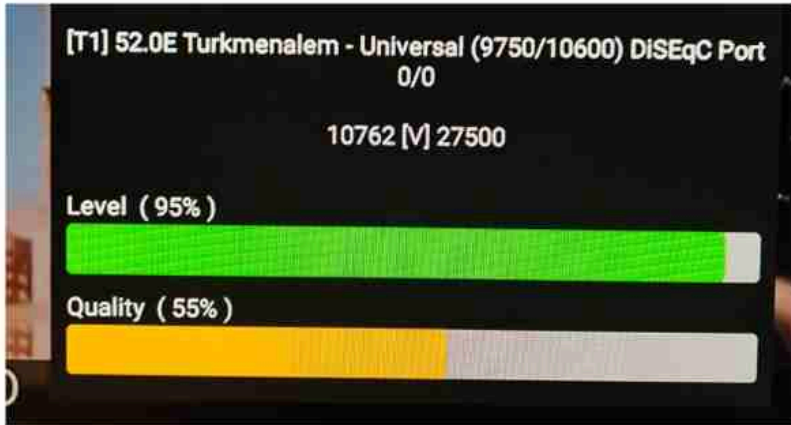 [T1] 52.0E Turkmenalem - Universal (9750/10600) DiSEqC Port
0/0
10762 [V] 27500
Level ( 95% )
Quality ( 55% )